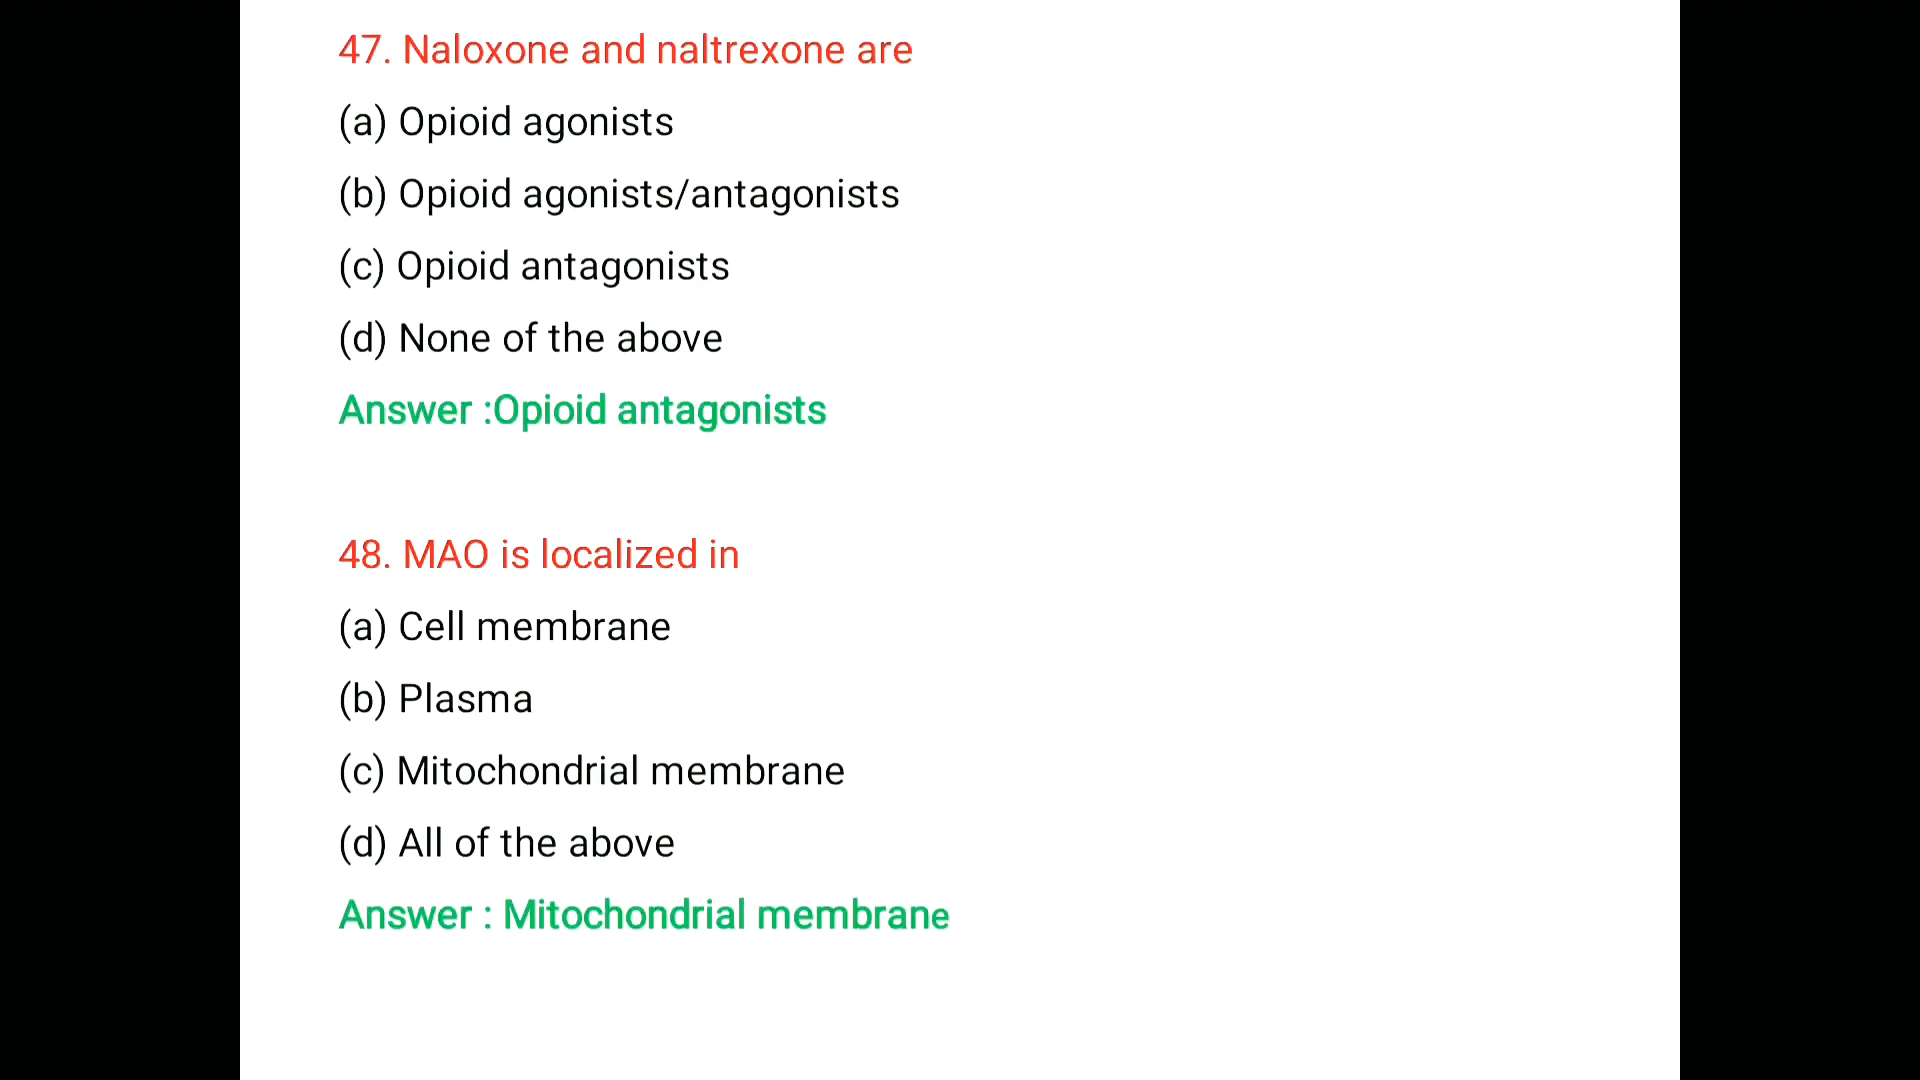 47. Naloxone and naltrexone are
(a) Opioid agonists
(b) Opioid agonists/antagonists
(c) Opioid antagonists
(d) None of the above
Answer :Opioid antagonists
48. MAO is localized in
(a) Cell membrane
(b) Plasma
(c) Mitochondrial membrane
(d) All of the above
Answer : Mitochondrial membrane